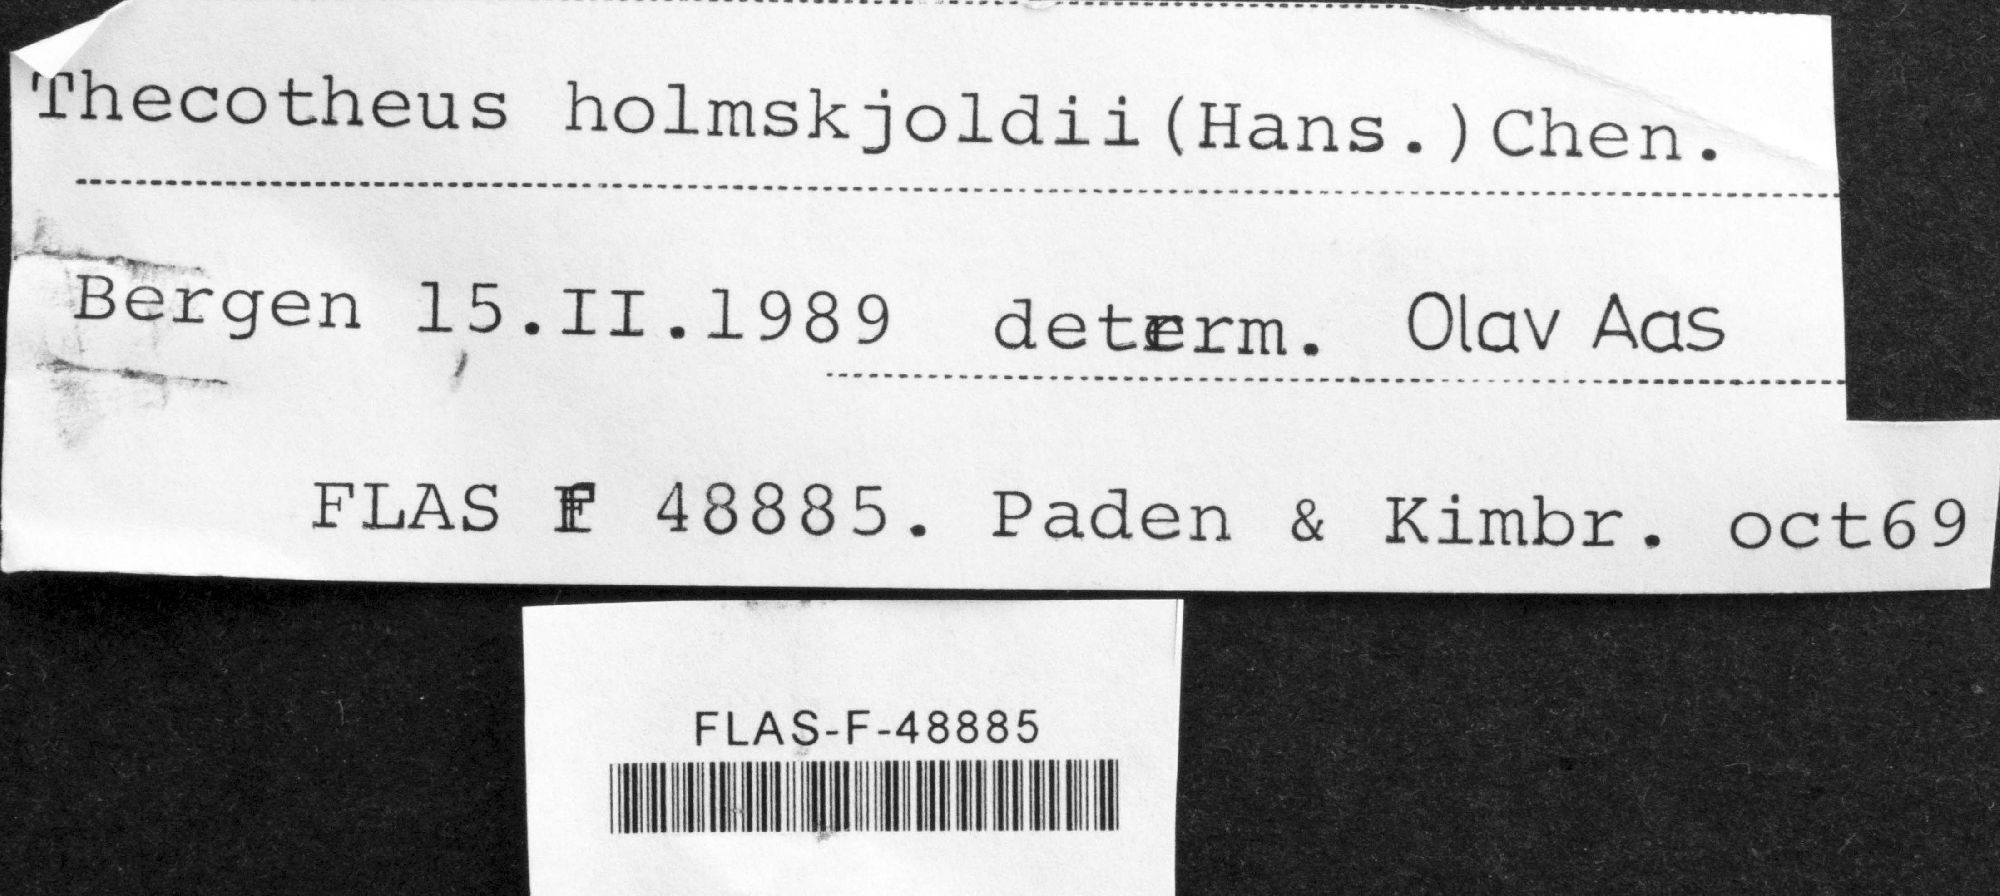 Thecotheus holmskjoldii(Hans.)Chen.
Bergen 15.II.1989 determ. Olav Aas
FLAS F 48885. Paden & Kimbr. oct69
FLAS-F-48885